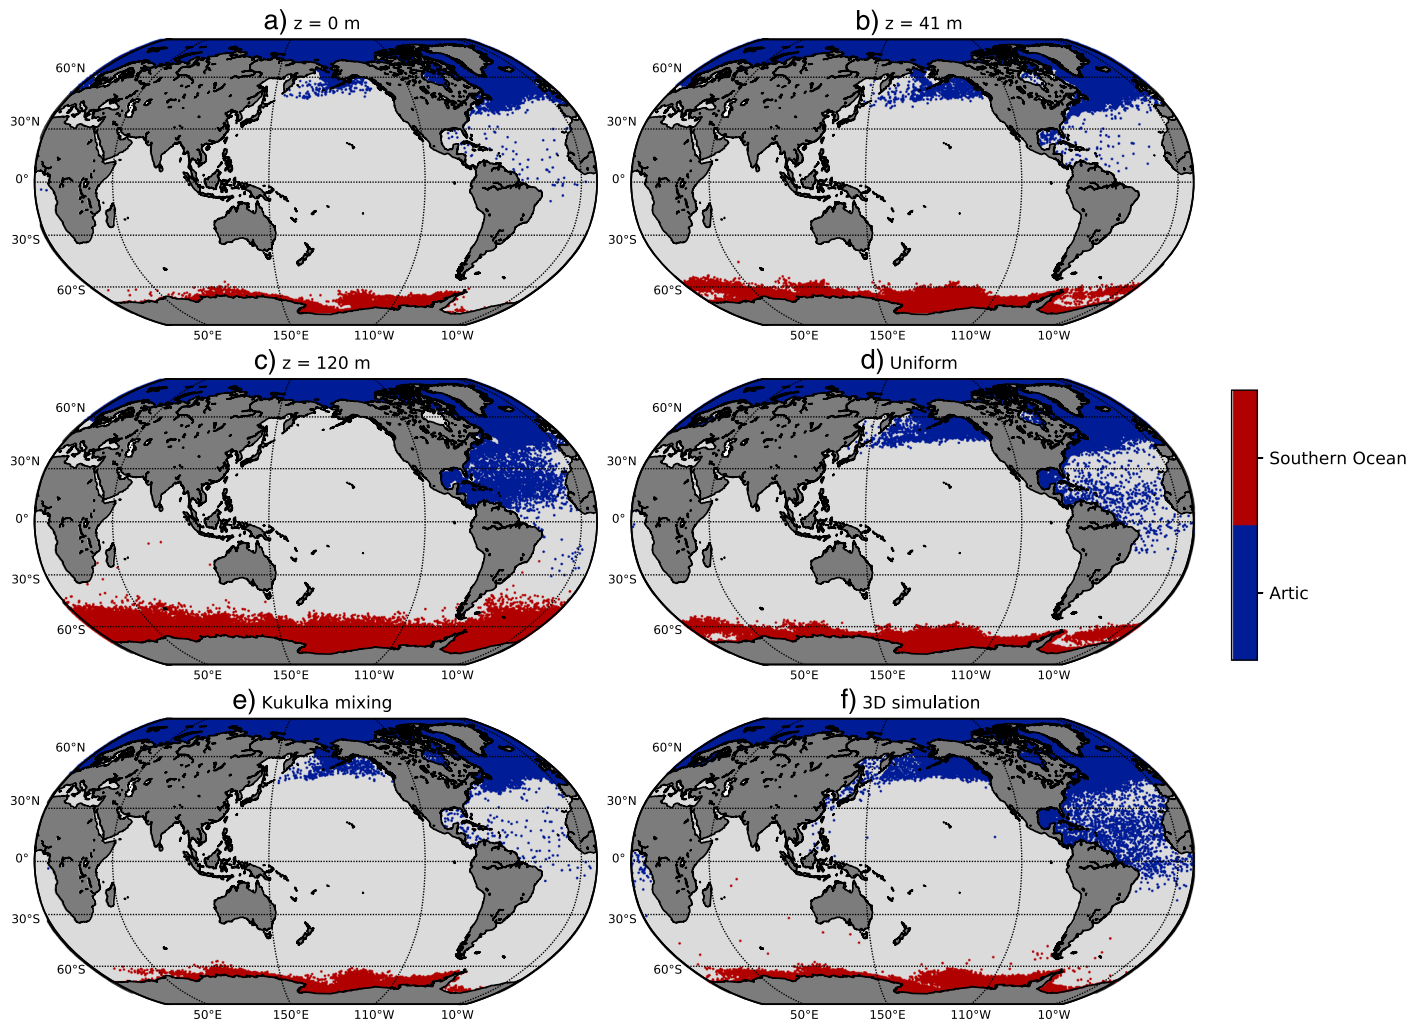 a) z = 0 m
b) z = 41 m
60°N
30°N
0°
30°S
60°S
50°E 150°E 110°W 10°W
60°N
30°N
0°
30°S
60°S
50°E 150°E 110°W 10°W
c) z = 120 m
d) Uniform
60°N
30°N
0°
30°S
60°S
50°E 150°E 110°W 10°W
60°N
30°N
0°
30°S
60°S
50°E 150°E 110°W 10°W
Southern Ocean
Artic
e) Kukulka mixing
f) 3D simulation
60°N
30°N
0°
30°S
60°S
50°E 150°E 110°W 10°W
60°N
30°N
0°
30°S
60°S
50°E 150°E 110°W 10°W